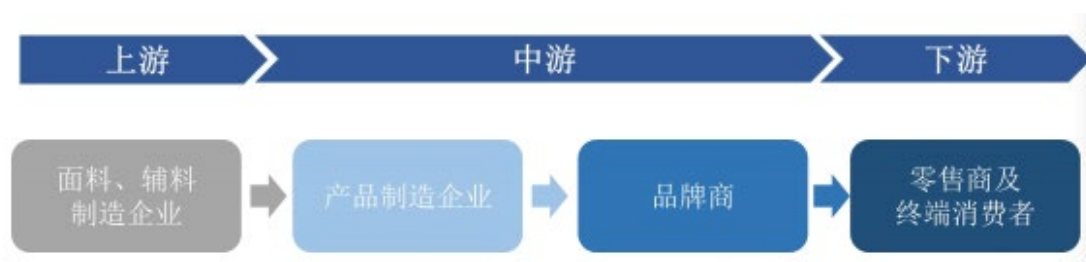 上游
中游
下游
面料、辅料
制造企业
产品制造企业
品牌商
零售商及
终端消费者